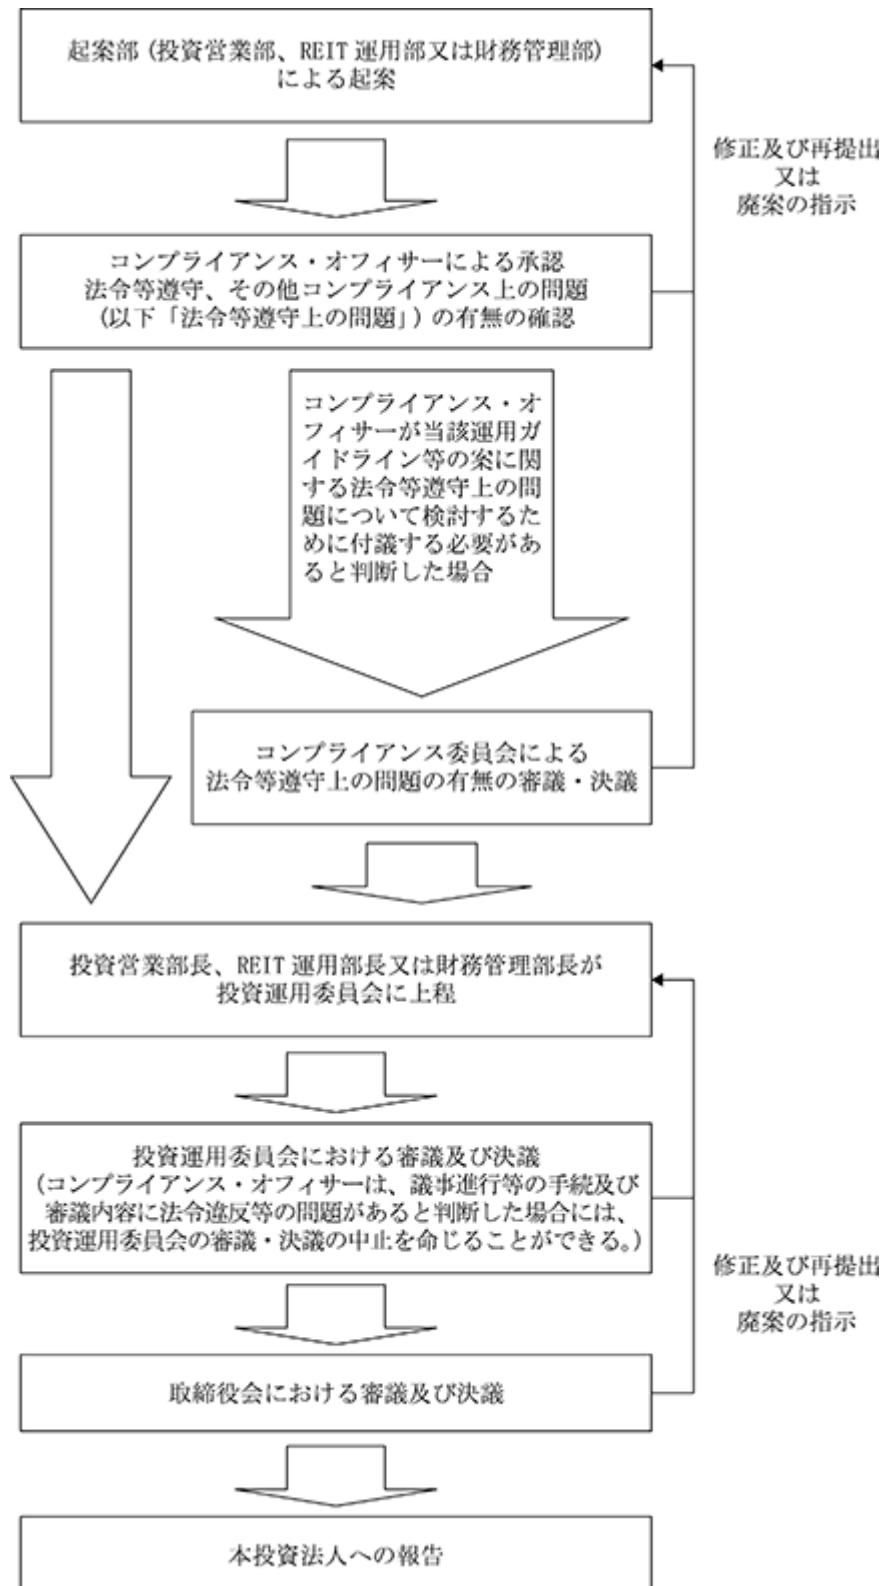 起案部（投資営業部、REIT 運用部又は財務管理部）
による起案
修正及び再提出
又は
廃案の指示
コンプライアンス・オフィサーによる承認
法令等遵守、その他コンプライアンス上の問題
（以下「法令等遵守上の問題」）の有無の確認
コンプライアンス・オ
フィサーが当該運用ガ
イドライン等の案に関
する法令等遵守上の問
題について検討するた
めに付議する必要があ
ると判断した場合
コンプライアンス委員会による
法令等遵守上の問題の有無の審議・決議
投資営業部長、REIT 運用部長又は財務管理部長が
投資運用委員会に上程
投資運用委員会における審議及び決議
（コンプライアンス・オフィサーは、議事進行等の手続及び
審議内容に法令違反等の問題があると判断した場合には、
投資運用委員会の審議・決議の中止を命じることができる。）
修正及び再提出
又は
廃案の指示
取締役会における審議及び決議
本投資法人への報告